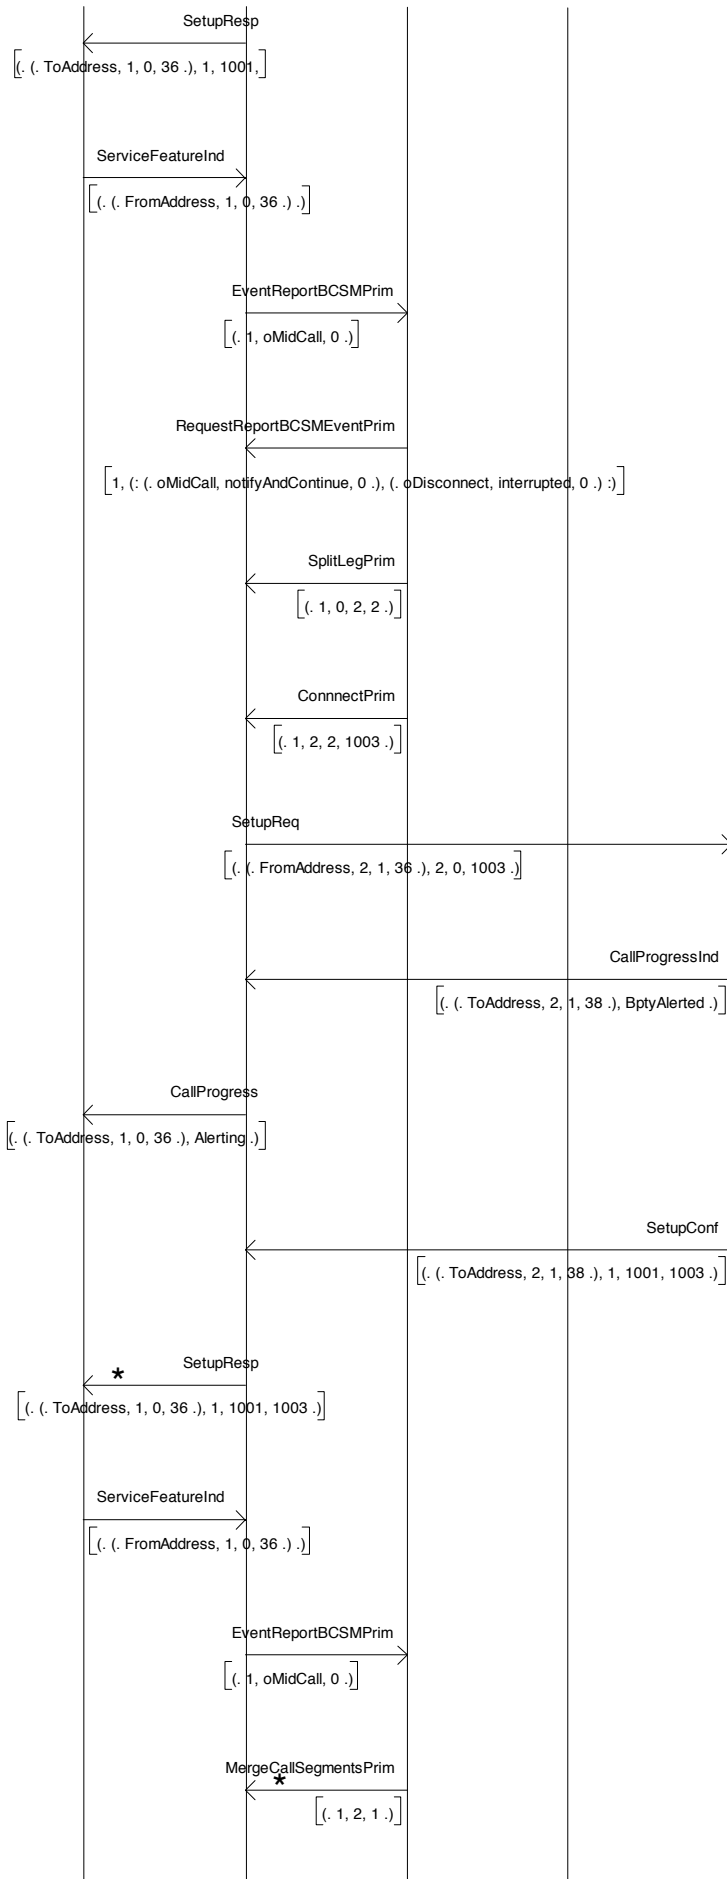 SetupResp
(. (. ToAddress, 1, 0, 36 .), 1, 1001,
ServiceFeatureInd
(. (. FromAddress, 1, 0, 36 .) .)
EventReportBCSMPrim
(. 1, oMidCall, 0 .)
RequestReportBCSMEventPrim
1, (: (. oMidCall, notifyAndContinue, 0 .), (. oDisconnect, interrupted, 0 .) :)
SplitLegPrim
(. 1, 0, 2, 2 .)
ConnnectPrim
(. 1, 2, 2, 1003 .)
SetupReq
(. (. FromAddress, 2, 1, 36 .), 2, 0, 1003 .)
CallProgressInd
(. (. ToAddress, 2, 1, 38 .), BptyAlerted .)
CallProgress
(. (. ToAddress, 1, 0, 36 .), Alerting .)
SetupConf
(. (. ToAddress, 2, 1, 38 .), 1, 1001, 1003 .)
SetupResp
*
(. (. ToAddress, 1, 0, 36 .), 1, 1001, 1003 .)
ServiceFeatureInd
(. (. FromAddress, 1, 0, 36 .) .)
EventReportBCSMPrim
(. 1, oMidCall, 0 .)
MergeCallSegmentsPrim
*
(. 1, 2, 1 .)